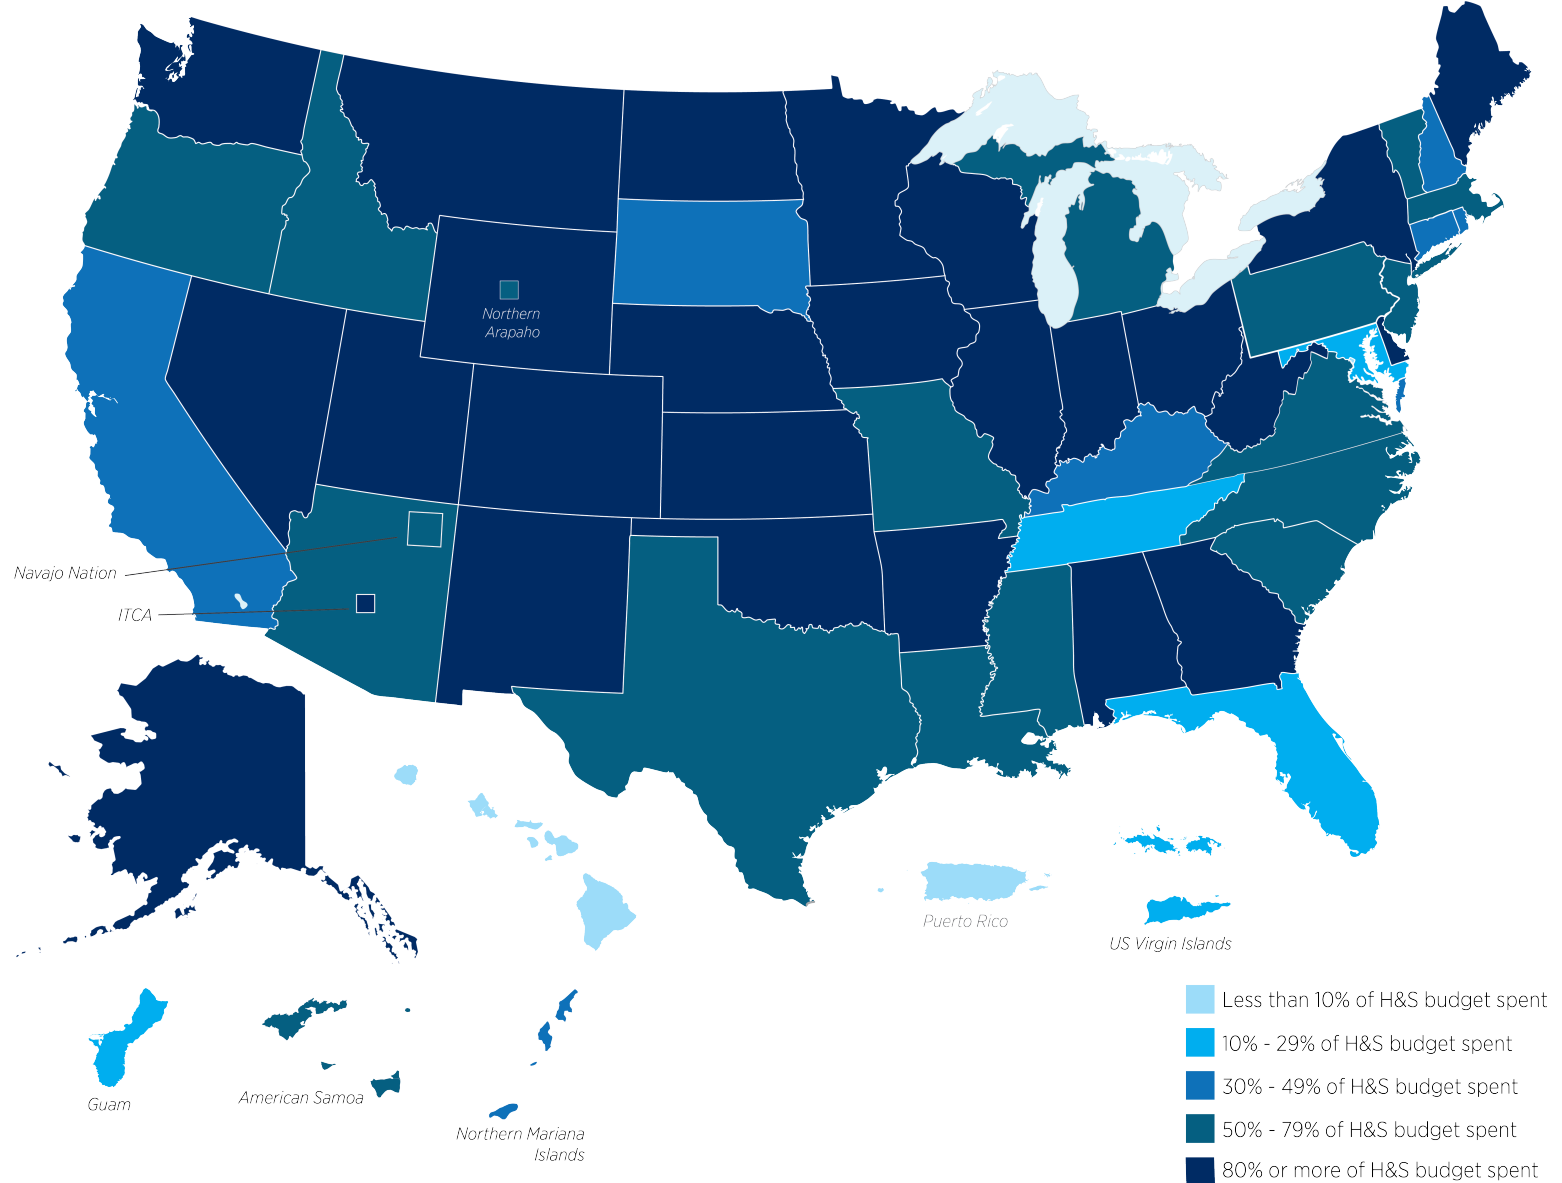 Northern
Arapaho
Navajo Nation
ITCA
Puerto Rico
US Virgin Islands
Guam
American Samoa
Northern Mariana
Islands
Less than 10% of H&S budget spent
10% - 29% of H&S budget spent
30% - 49% of H&S budget spent
50% - 79% of H&S budget spent
80% or more of H&S budget spent